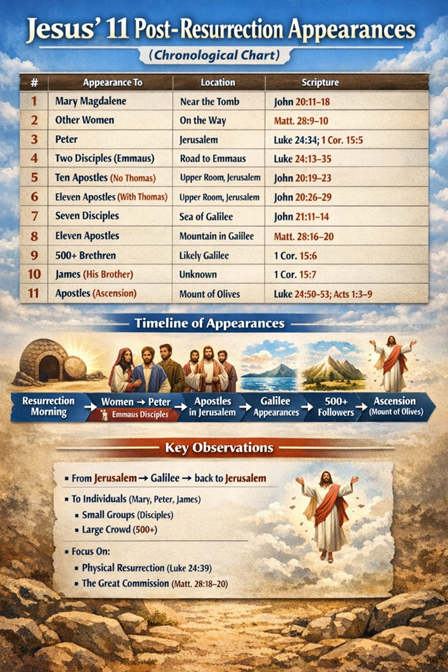 Jesus' 11 Post-Resurrection Appearances
(Chronological Chart)
# Appearance To Location Scripture
1 Mary Magdalene Near the Tomb John 20:11–18
2 Other Women On the Way Matt. 28:9–10
3 Peter Jerusalem Luke 24:34; 1 Cor. 15:5
4 Two Disciples (Emmaus) Road to Emmaus Luke 24:13–35
5 Ten Apostles (No Thomas) Upper Room, Jerusalem John 20:19–23
6 Eleven Apostles (With Thomas) Upper Room, Jerusalem John 20:26–29
7 Seven Disciples Sea of Galilee John 21:11–14
8 Eleven Apostles Mountain in Galilee Matt. 28:16–20
9 500+ Brethren Likely Galilee 1 Cor. 15:6
10 James (His Brother) Unknown 1 Cor. 15:7
11 Apostles (Ascension) Mount of Olives Luke 24:50–53; Acts 1:3–9
Timeline of Appearances
Resurrection Morning
Women → Peter
Emmaus Disciples
Apostles in Jerusalem
Galilee Appearances
500+ Followers
Ascension (Mount of Olives)
Key Observations
▪ From Jerusalem → Galilee → back to Jerusalem
▪ To Individuals (Mary, Peter, James)
▪ Small Groups (Disciples)
▪ Large Crowd (500+)
▪ Focus On:
▪ Physical Resurrection (Luke 24:39)
▪ The Great Commission (Matt. 28:18–20)